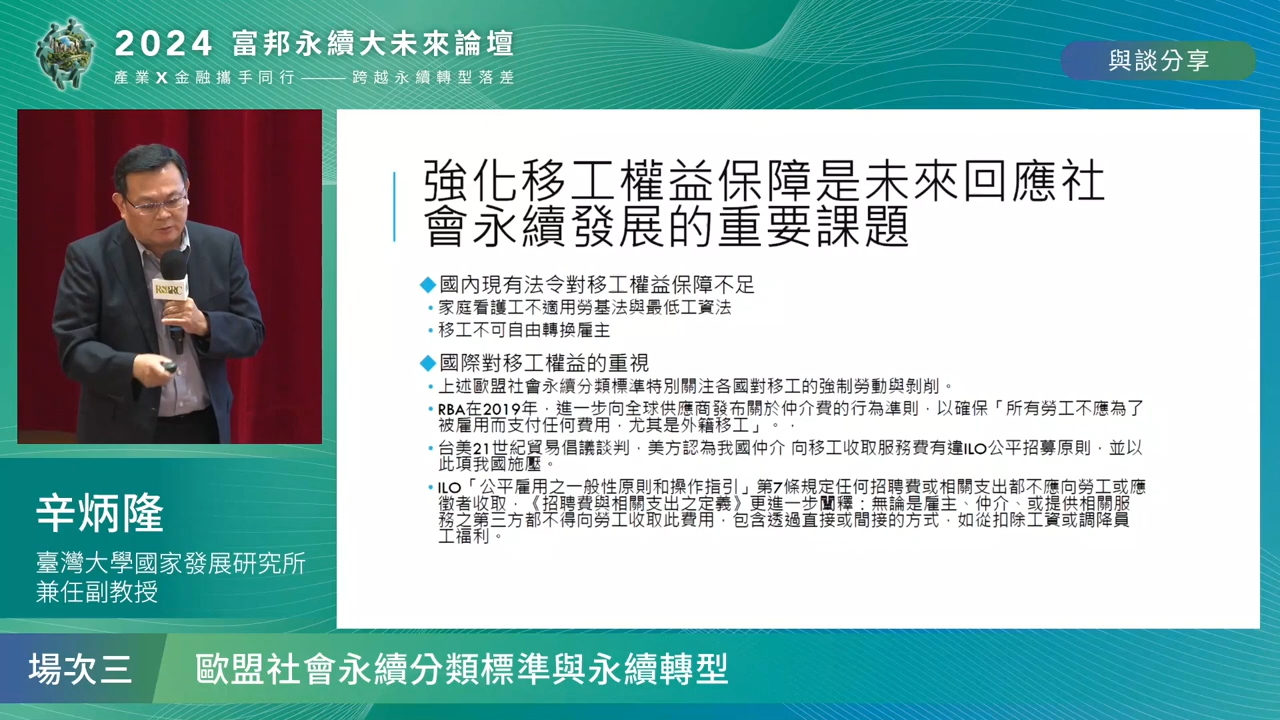 2024 富邦永續大未來論壇
產業X金融攜手同行——跨越永續轉型落差
與談分享
RSPRC
強化移工權益保障是未來回應社
會永續發展的重要課題
◆國內現有法令對移工權益保障不足
•家庭看護工不適用勞基法與最低工資法
•移工不可自由轉換雇主
◆國際對移工權益的重視
•上述歐盟社會永續分類標準特別關注各國對移工的強制勞動與剝削。
•RBA在2019年，進一步向全球供應商發布關於仲介費的行為準則，以確保「所有勞工不應為了
被雇用而支付任何費用，尤其是外籍移工」。，
•台美21世紀貿易倡議談判，美方認為我國仲介 向移工收取服務費有違ILO公平招募原則，並以
此項我國施壓。
•ILO「公平雇用之一般性原則和操作指引」第7條規定任何招聘費或相關支出都不應向勞工或應
徵者收取，《招聘費與相關支出之定義》更進一步闡釋：無論是雇主、仲介、或提供相關服
務之第三方都不得向勞工收取此費用，包含透過直接或間接的方式，如從扣除工資或調降員
工福利。
辛炳隆
臺灣大學國家發展研究所
兼任副教授
場次三
歐盟社會永續分類標準與永續轉型